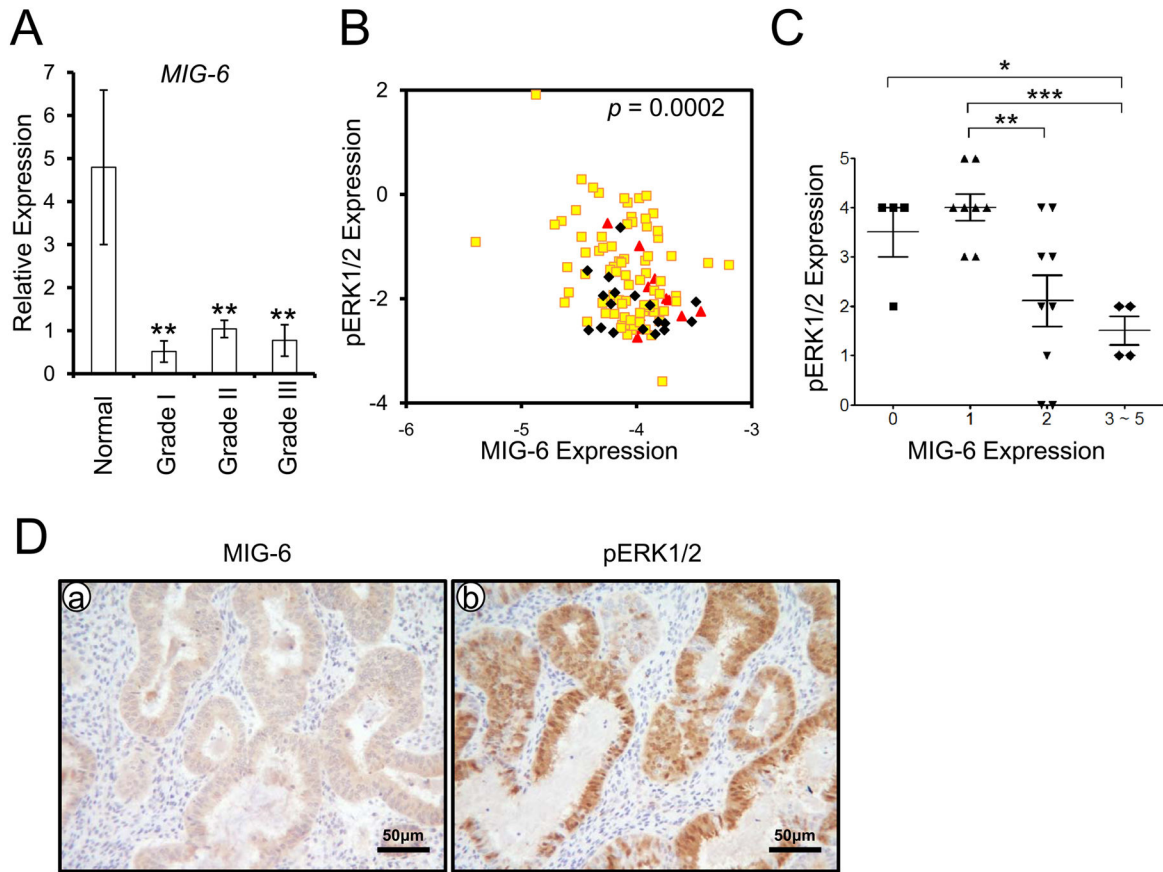 A
MIG-6
Relative Expression
7
6
5
4
3
2
1
0
**
**
**
Normal
Grade I
Grade II
Grade III
B
p = 0.0002
pERK1/2 Expression
2
0
-2
-4
-6
-5
-4
-3
MIG-6 Expression
C
*
***
**
pERK1/2 Expression
5
4
3
2
1
0
0
1
2
3 ~ 5
MIG-6 Expression
D
MIG-6
pERK1/2
a
50μm
b
50μm